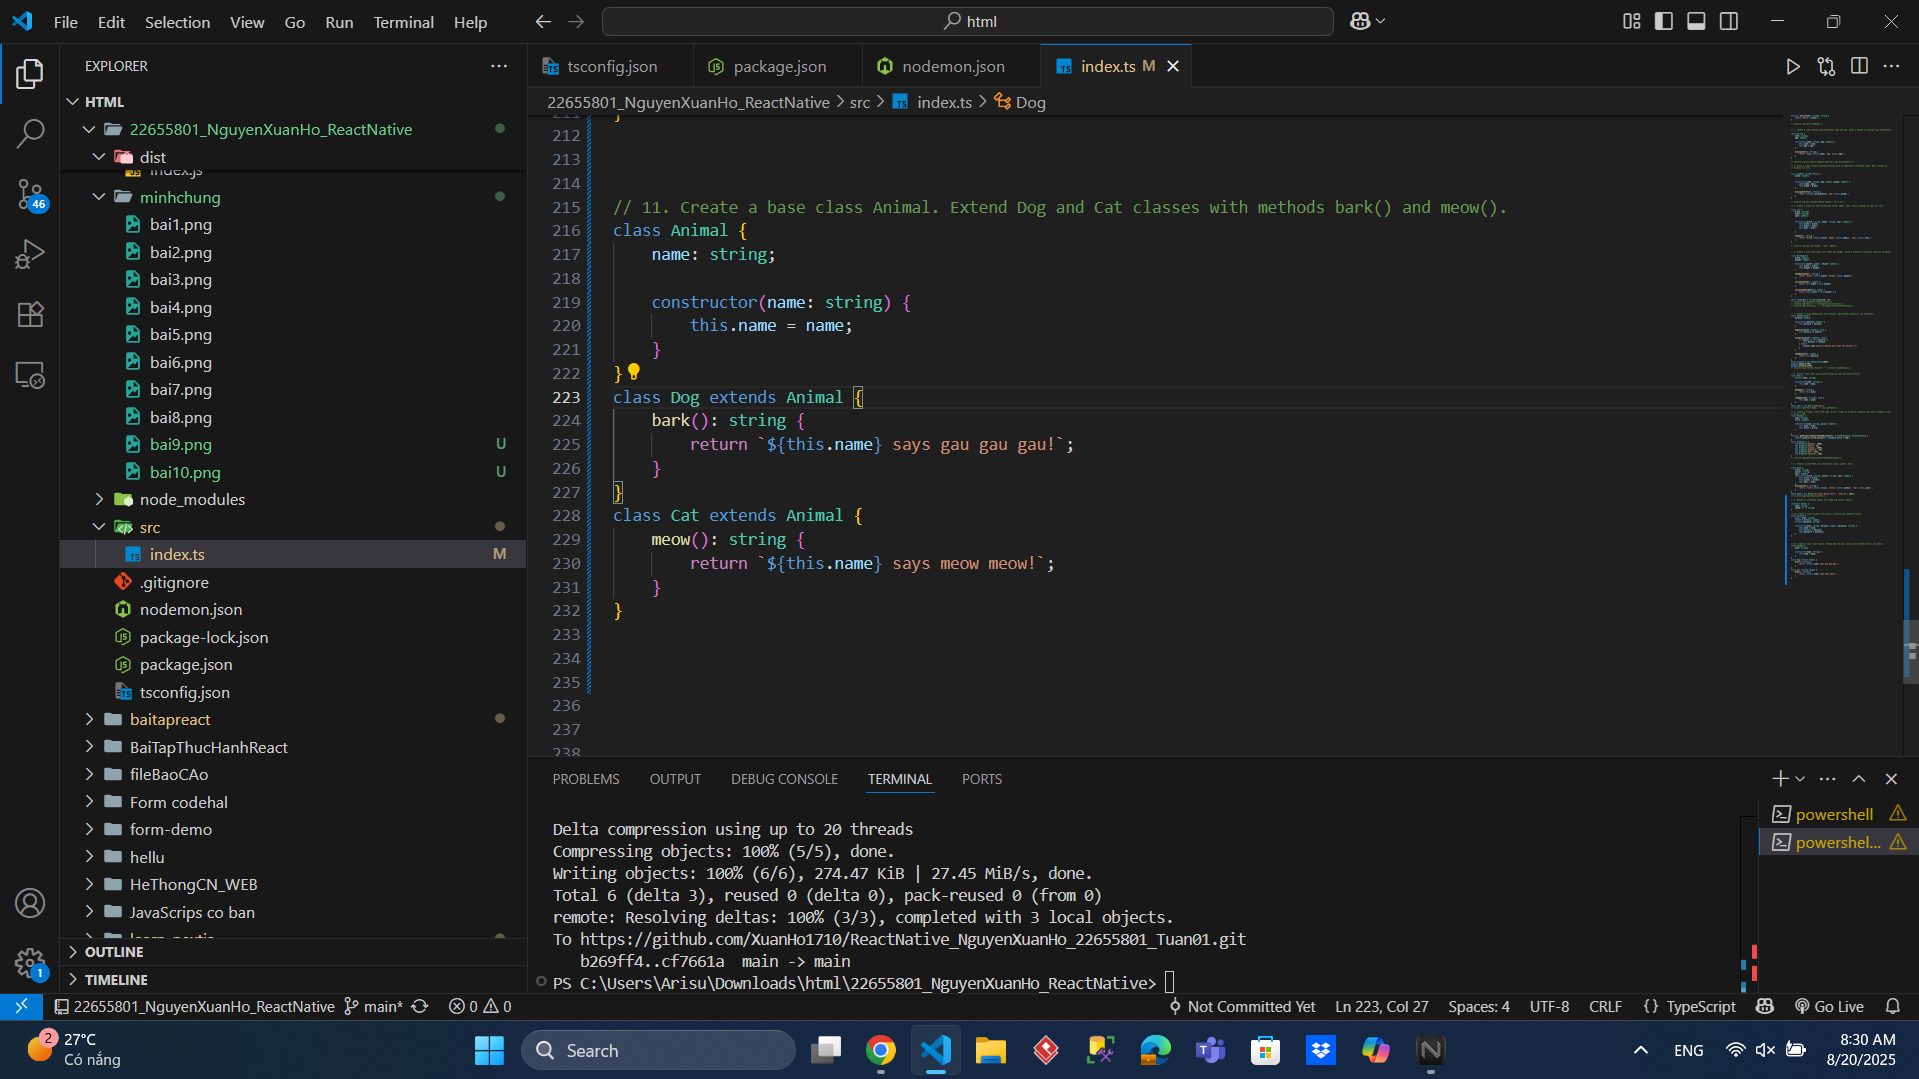 File Edit Selection View Go Run Terminal Help
html
EXPLORER
HTML
22655801_NguyenXuanHo_ReactNative
dist
index.js
minhchung
bai1.png
bai2.png
bai3.png
bai4.png
bai5.png
bai6.png
bai7.png
bai8.png
bai9.png U
bai10.png U
node_modules
src
index.ts M
.gitignore
nodemon.json
package-lock.json
package.json
tsconfig.json
baitapreact
BaiTapThucHanhReact
fileBaoCAo
Form codehal
form-demo
hellu
HeThongCN_WEB
JavaScrips co ban
OUTLINE
TIMELINE
46
1
tsconfig.json package.json nodemon.json index.ts M
22655801_NguyenXuanHo_ReactNative > src > index.ts > Dog
211 }
212
213
214
215 // 11. Create a base class Animal. Extend Dog and Cat classes with methods bark() and meow().
216 class Animal {
217 name: string;
218
219 constructor(name: string) {
220 this.name = name;
221 }
222 }
223 class Dog extends Animal {
224 bark(): string {
225 return `${this.name} says gau gau gau!`;
226 }
227 }
228 class Cat extends Animal {
229 meow(): string {
230 return `${this.name} says meow meow!`;
231 }
232 }
233
234
235
236
237
238
PROBLEMS OUTPUT DEBUG CONSOLE TERMINAL PORTS
Delta compression using up to 20 threads
Compressing objects: 100% (5/5), done.
Writing objects: 100% (6/6), 274.47 KiB | 27.45 MiB/s, done.
Total 6 (delta 3), reused 0 (delta 0), pack-reused 0 (from 0)
remote: Resolving deltas: 100% (3/3), completed with 3 local objects.
To https://github.com/XuanHo1710/ReactNative_NguyenXuanHo_22655801_Tuan01.git
b269ff4..cf7661a main -> main
PS C:\Users\Arisu\Downloads\html\22655801_NguyenXuanHo_ReactNative>
powershell
powershel...
22655801_NguyenXuanHo_ReactNative main* 0 0
Not Committed Yet Ln 223, Col 27 Spaces: 4 UTF-8 CRLF {} TypeScript Go Live
2
27°C
Có nắng
Search
ENG
8:30 AM
8/20/2025